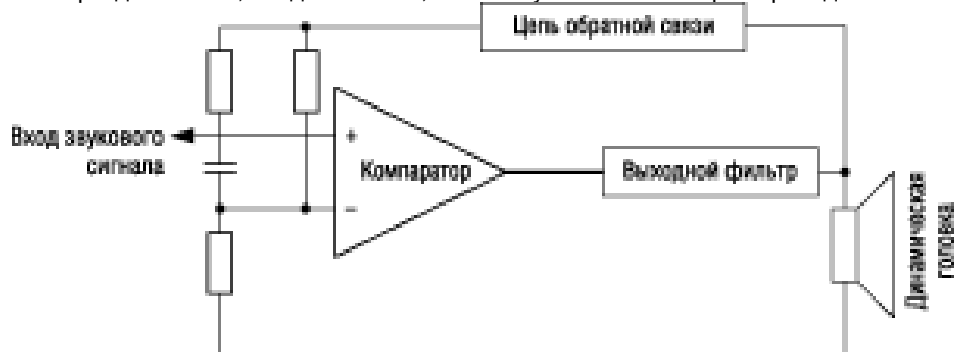 Цепь обратной связи
Вход звукового
сигнала
+
Компаратор
−
Выходной фильтр
Динамическая
головка